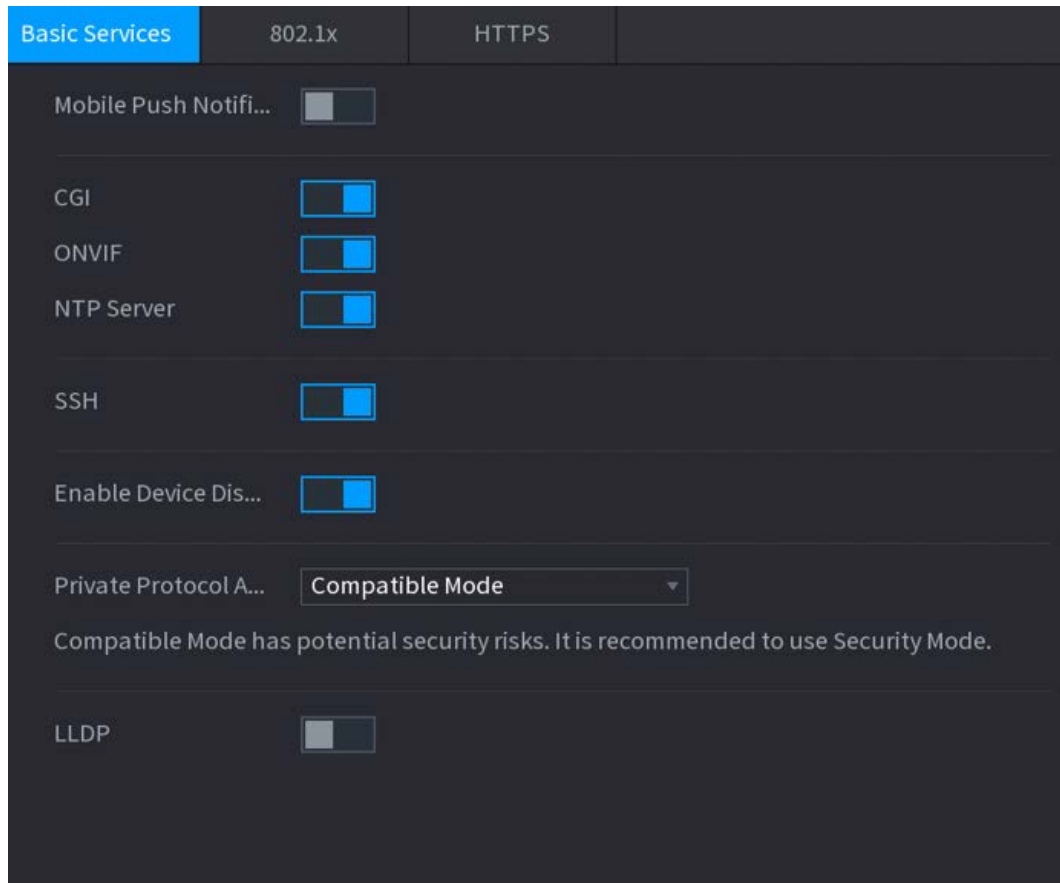 Basic Services 802.1x HTTPS
Mobile Push Notifi...
CGI
ONVIF
NTP Server
SSH
Enable Device Dis...
Private Protocol A... Compatible Mode
Compatible Mode has potential security risks. It is recommended to use Security Mode.
LLDP